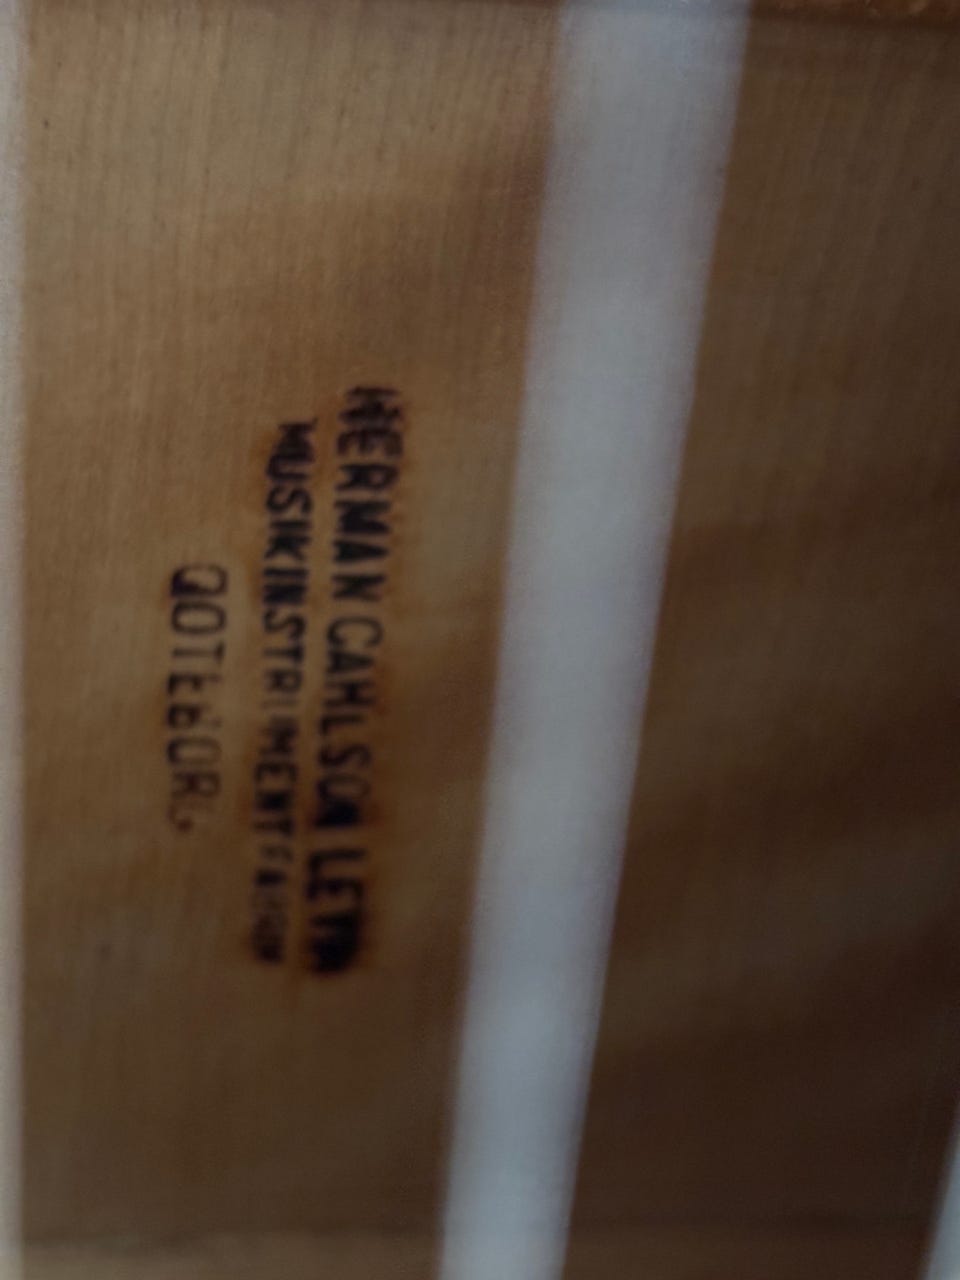 HERMAN CARLSON LEVIN
MUSIKINSTRUMENTFABRIK
GÖTEBORG.